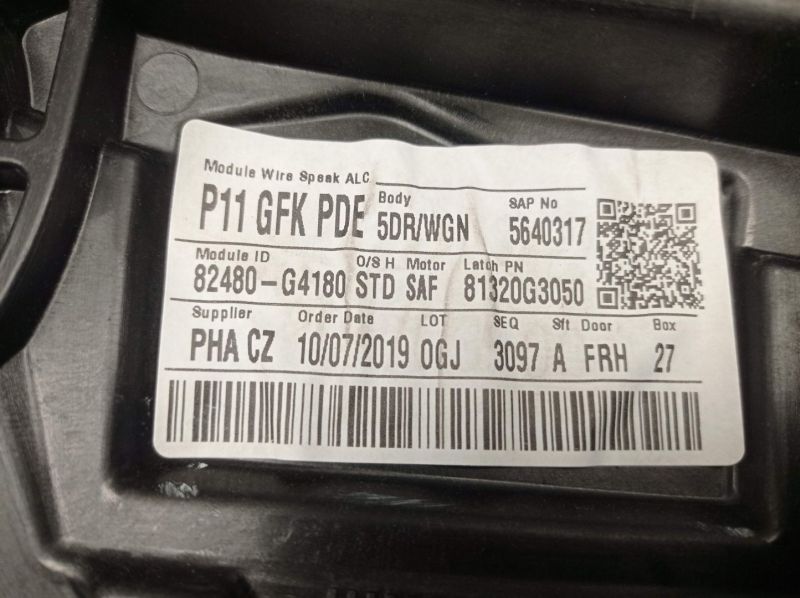 Module Wire Speak ALC
Body
SAP No
P11 GFK PDE 5DR/WGN 5640317
Module ID O/S H Motor Latch PN
82480-G4180 STD SAF 81320G3050
Supplier Order Date LOT SEQ Sft Door Box
PHA CZ 10/07/2019 0GJ 3097 A FRH 27